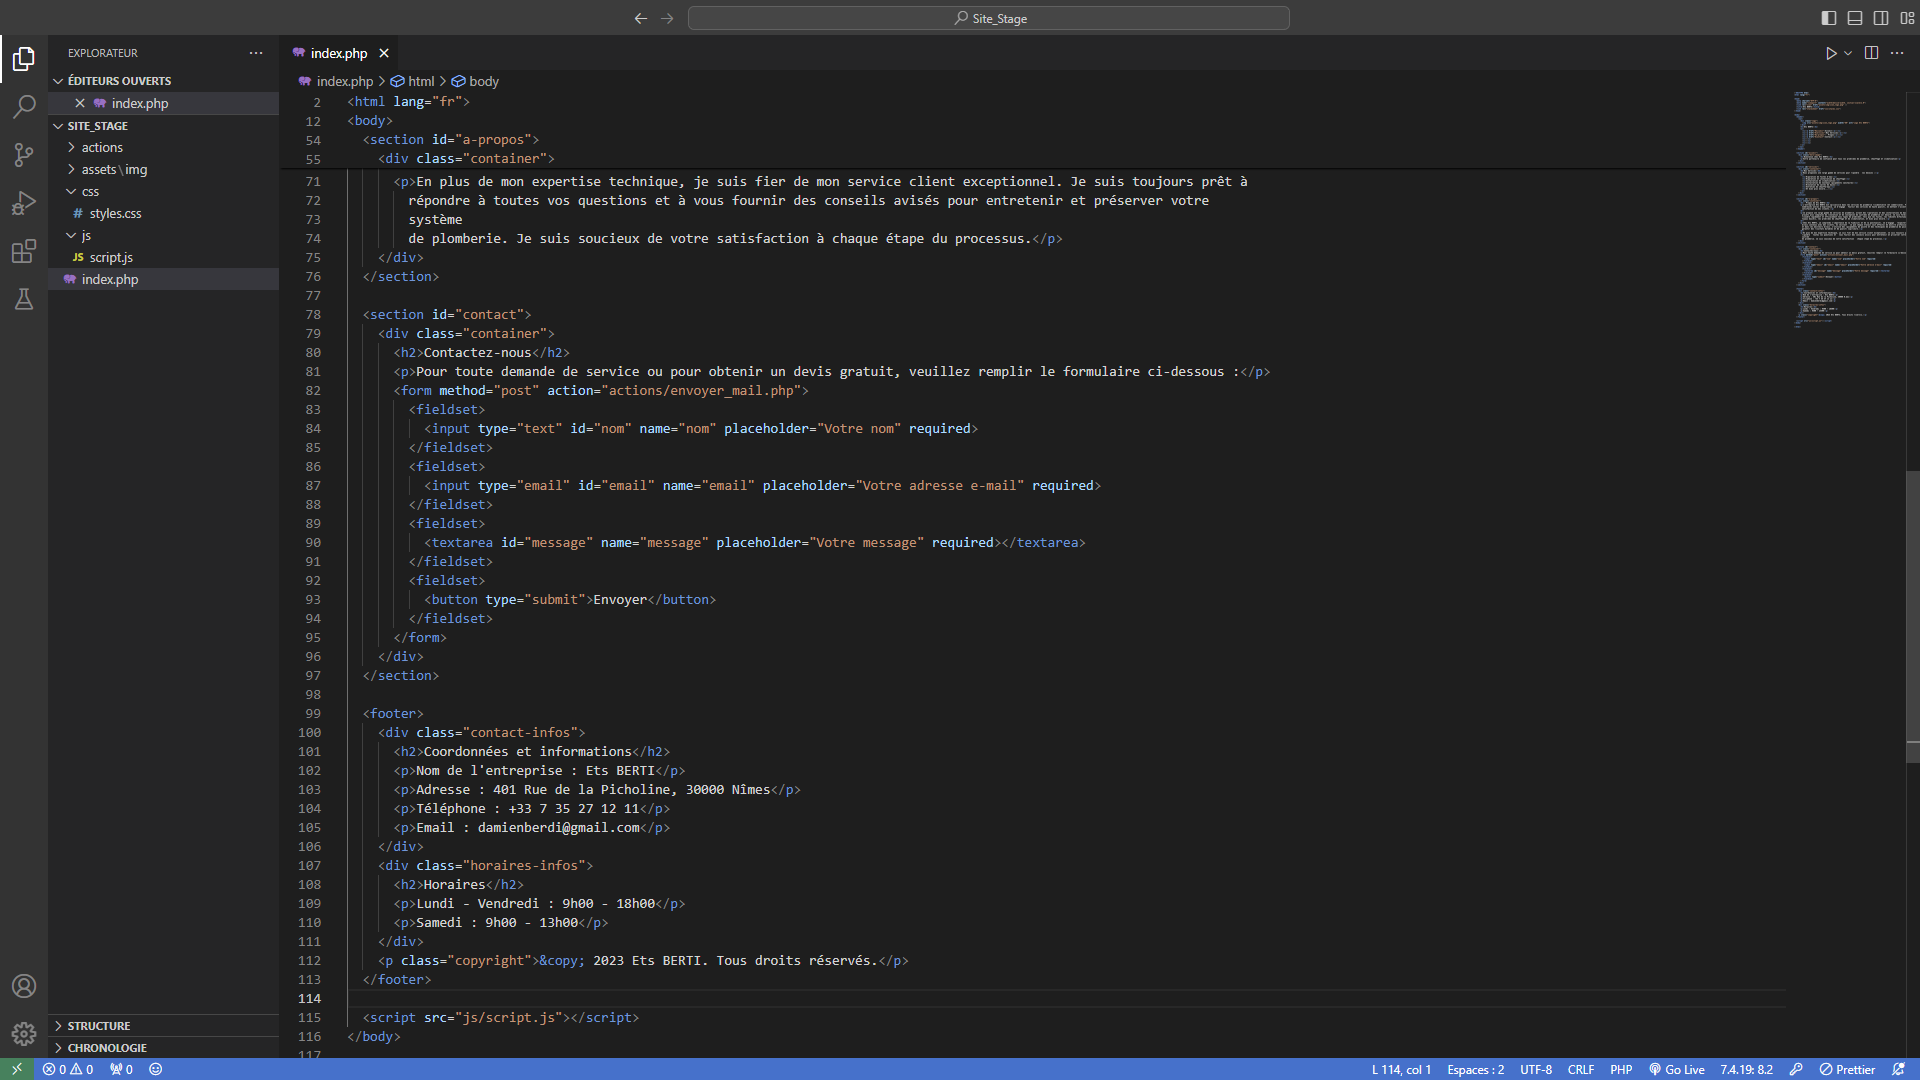 Site_Stage
EXPLORATEUR
ÉDITEURS OUVERTS
index.php
SITE_STAGE
actions
assets\img
css
# styles.css
js
JS script.js
index.php
STRUCTURE
CHRONOLOGIE
index.php
index.php > html > body
2 <html lang="fr">
12 <body>
54 <section id="a-propos">
55 <div class="container">
71 <p>En plus de mon expertise technique, je suis fier de mon service client exceptionnel. Je suis toujours prêt à
72 répondre à toutes vos questions et à vous fournir des conseils avisés pour entretenir et préserver votre
73 système
74 de plomberie. Je suis soucieux de votre satisfaction à chaque étape du processus.</p>
75 </div>
76 </section>
77
78 <section id="contact">
79 <div class="container">
80 <h2>Contactez-nous</h2>
81 <p>Pour toute demande de service ou pour obtenir un devis gratuit, veuillez remplir le formulaire ci-dessous :</p>
82 <form method="post" action="actions/envoyer_mail.php">
83 <fieldset>
84 <input type="text" id="nom" name="nom" placeholder="Votre nom" required>
85 </fieldset>
86 <fieldset>
87 <input type="email" id="email" name="email" placeholder="Votre adresse e-mail" required>
88 </fieldset>
89 <fieldset>
90 <textarea id="message" name="message" placeholder="Votre message" required></textarea>
91 </fieldset>
92 <fieldset>
93 <button type="submit">Envoyer</button>
94 </fieldset>
95 </form>
96 </div>
97 </section>
98
99 <footer>
100 <div class="contact-infos">
101 <h2>Coordonnées et informations</h2>
102 <p>Nom de l'entreprise : Ets BERTI</p>
103 <p>Adresse : 401 Rue de la Picholine, 30000 Nîmes</p>
104 <p>Téléphone : +33 7 35 27 12 11</p>
105 <p>Email : damienberdi@gmail.com</p>
106 </div>
107 <div class="horaires-infos">
108 <h2>Horaires</h2>
109 <p>Lundi - Vendredi : 9h00 - 18h00</p>
110 <p>Samedi : 9h00 - 13h00</p>
111 </div>
112 <p class="copyright">&copy; 2023 Ets BERTI. Tous droits réservés.</p>
113 </footer>
114
115 <script src="js/script.js"></script>
116 </body>
117
0 0 0
L 114, col 1 Espaces : 2 UTF-8 CRLF PHP Go Live 7.4.19: 8.2 Prettier